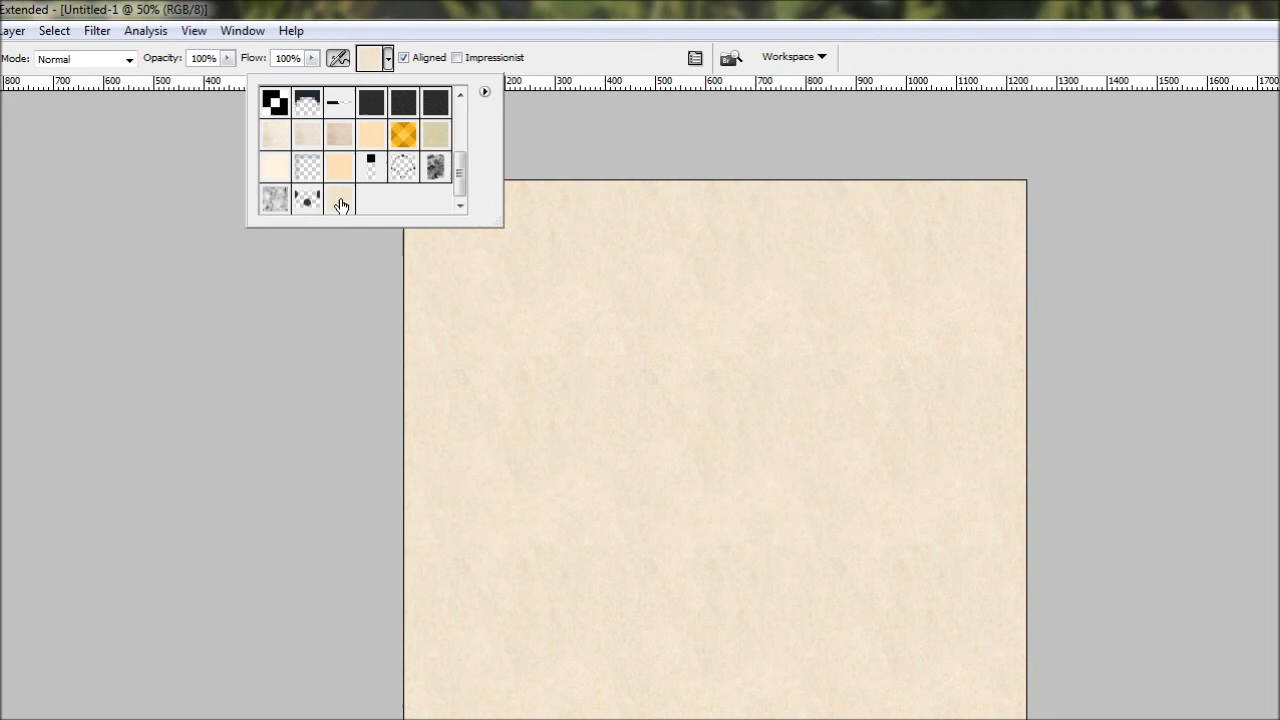 Extended - [Untitled-1 @ 50% (RGB/8)]
Layer Select Filter Analysis View Window Help
Mode: Normal Opacity: 100% Flow: 100% Aligned Impressionist Workspace
800 700 600 500 400 200 300 400 500 600 700 800 900 1000 1100 1200 1300 1400 1500 1600 1700
Br